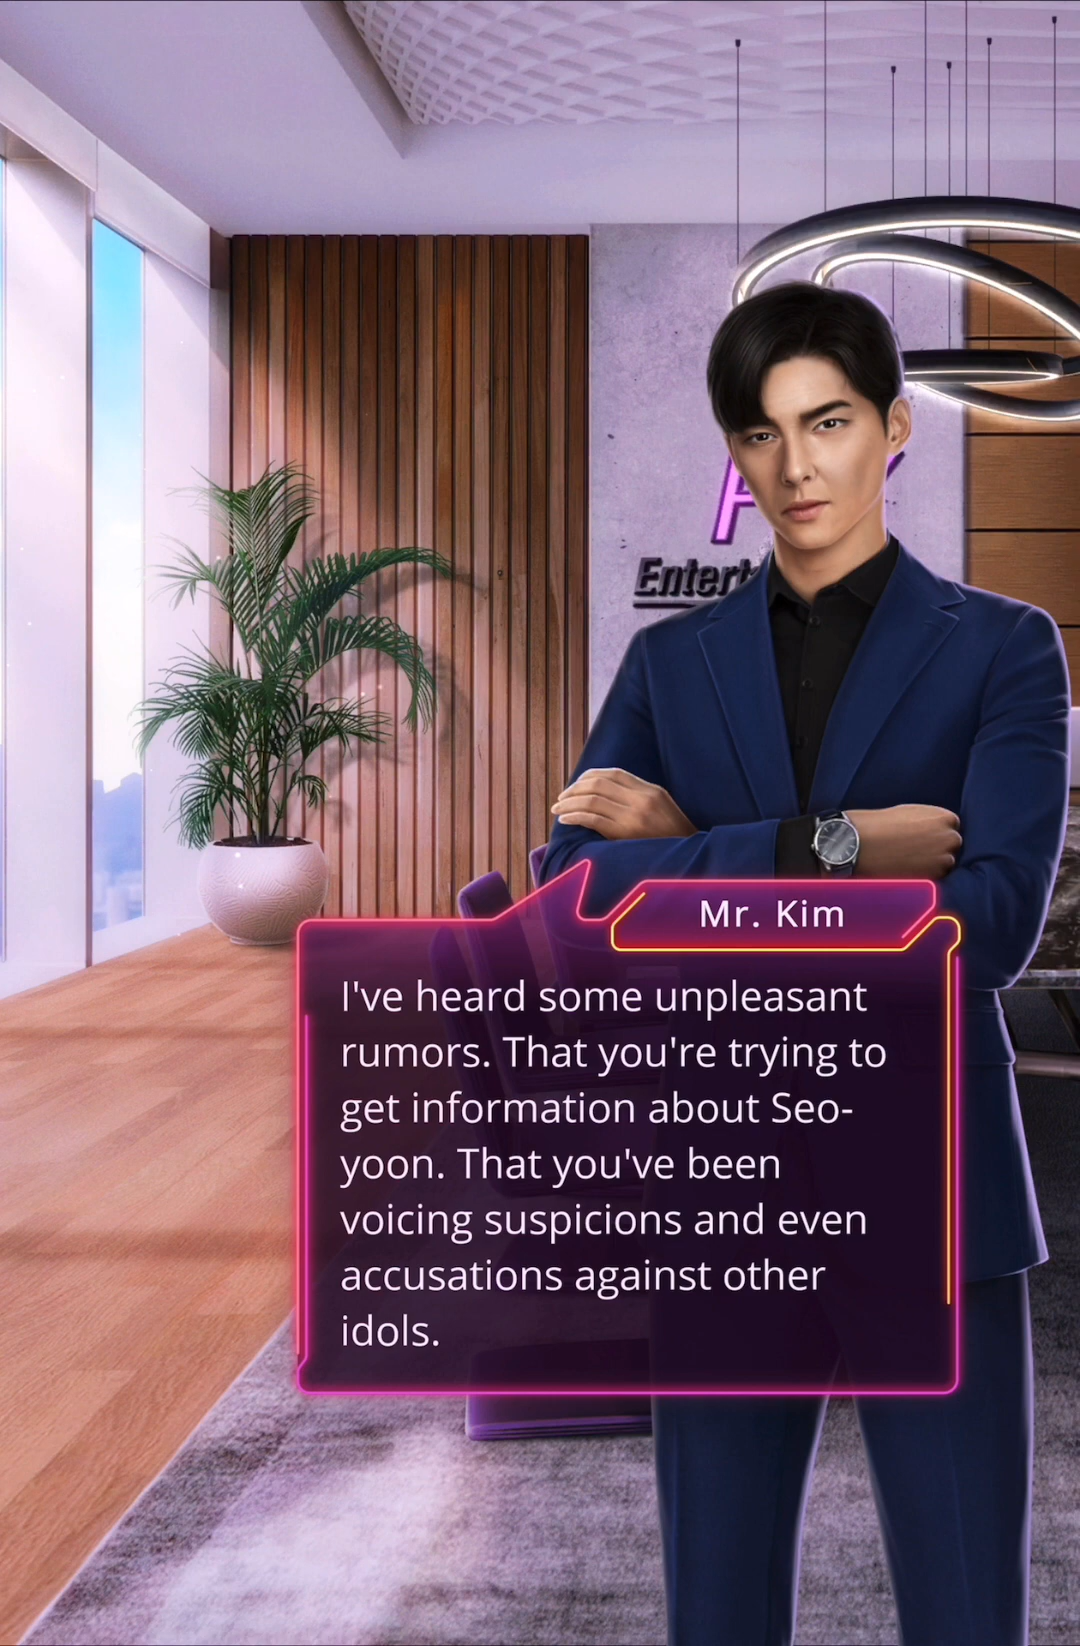 Mr. Kim
I've heard some unpleasant
rumors. That you're trying to
get information about Seo-
yoon. That you've been
voicing suspicions and even
accusations against other
idols.